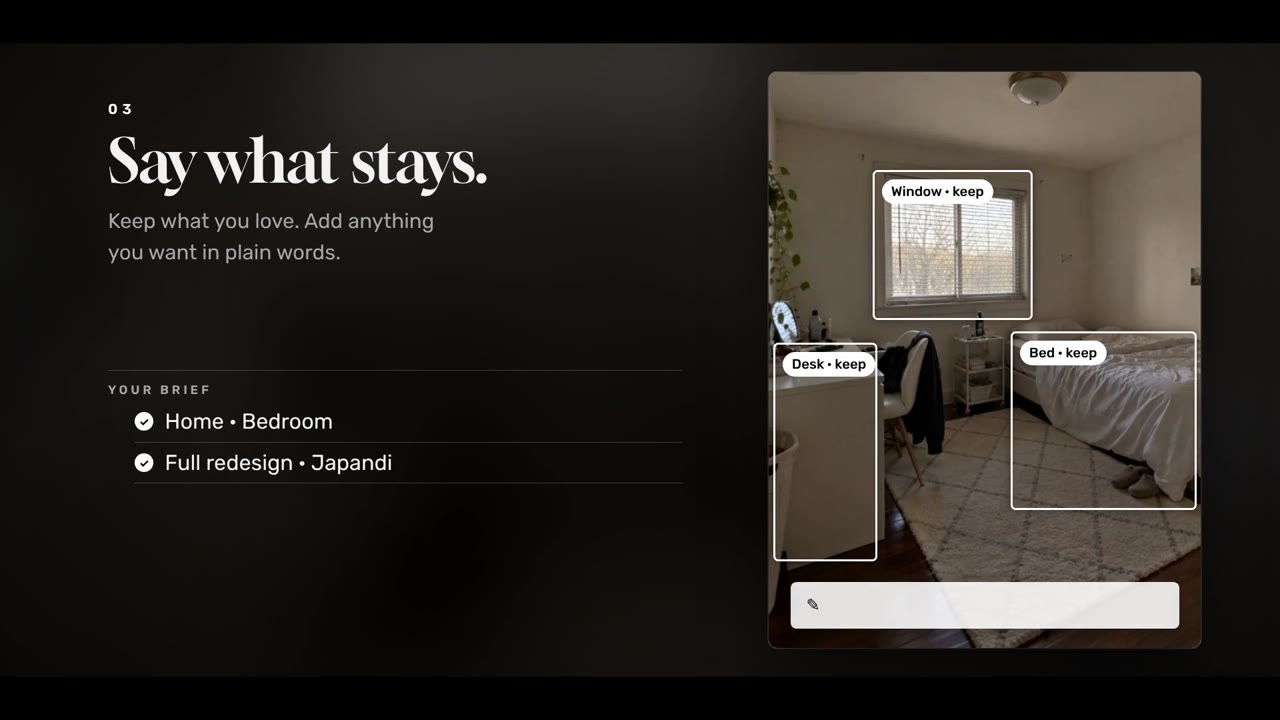 03
Say what stays.
Keep what you love. Add anything
you want in plain words.
YOUR BRIEF
Home • Bedroom
Full redesign • Japandi
Window • keep
Desk • keep
Bed • keep